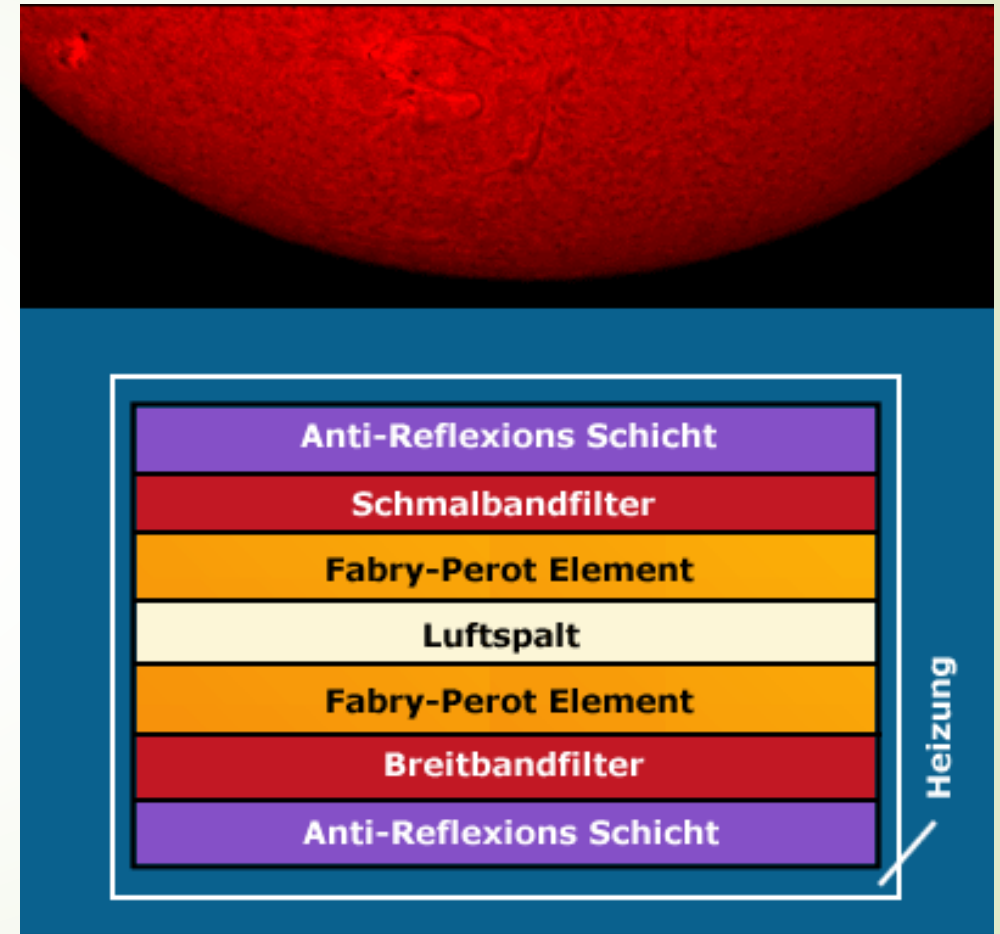 Anti-Reflexions Schicht
Schmalbandfilter
Fabry-Perot Element
Luftspalt
Fabry-Perot Element
Breitbandfilter
Anti-Reflexions Schicht
Heizung